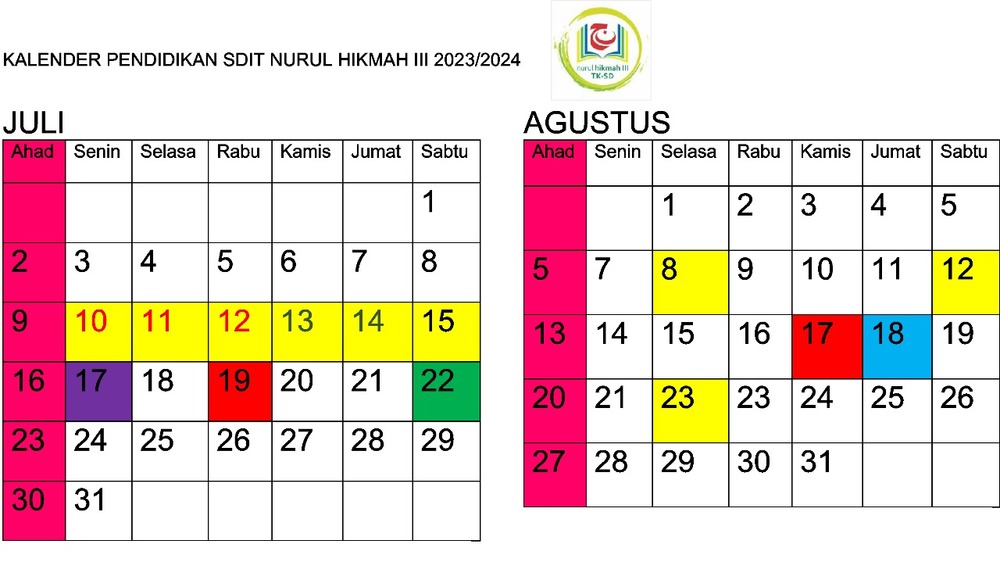 KALENDER PENDIDIKAN SDIT NURUL HIKMAH III 2023/2024
nurul hikmah III
TK-SD
JULI
Ahad Senin Selasa Rabu Kamis Jumat Sabtu
1
2 3 4 5 6 7 8
9 10 11 12 13 14 15
16 17 18 19 20 21 22
23 24 25 26 27 28 29
30 31
AGUSTUS
Ahad Senin Selasa Rabu Kamis Jumat Sabtu
1 2 3 4 5
5 7 8 9 10 11 12
13 14 15 16 17 18 19
20 21 23 23 24 25 26
27 28 29 30 31